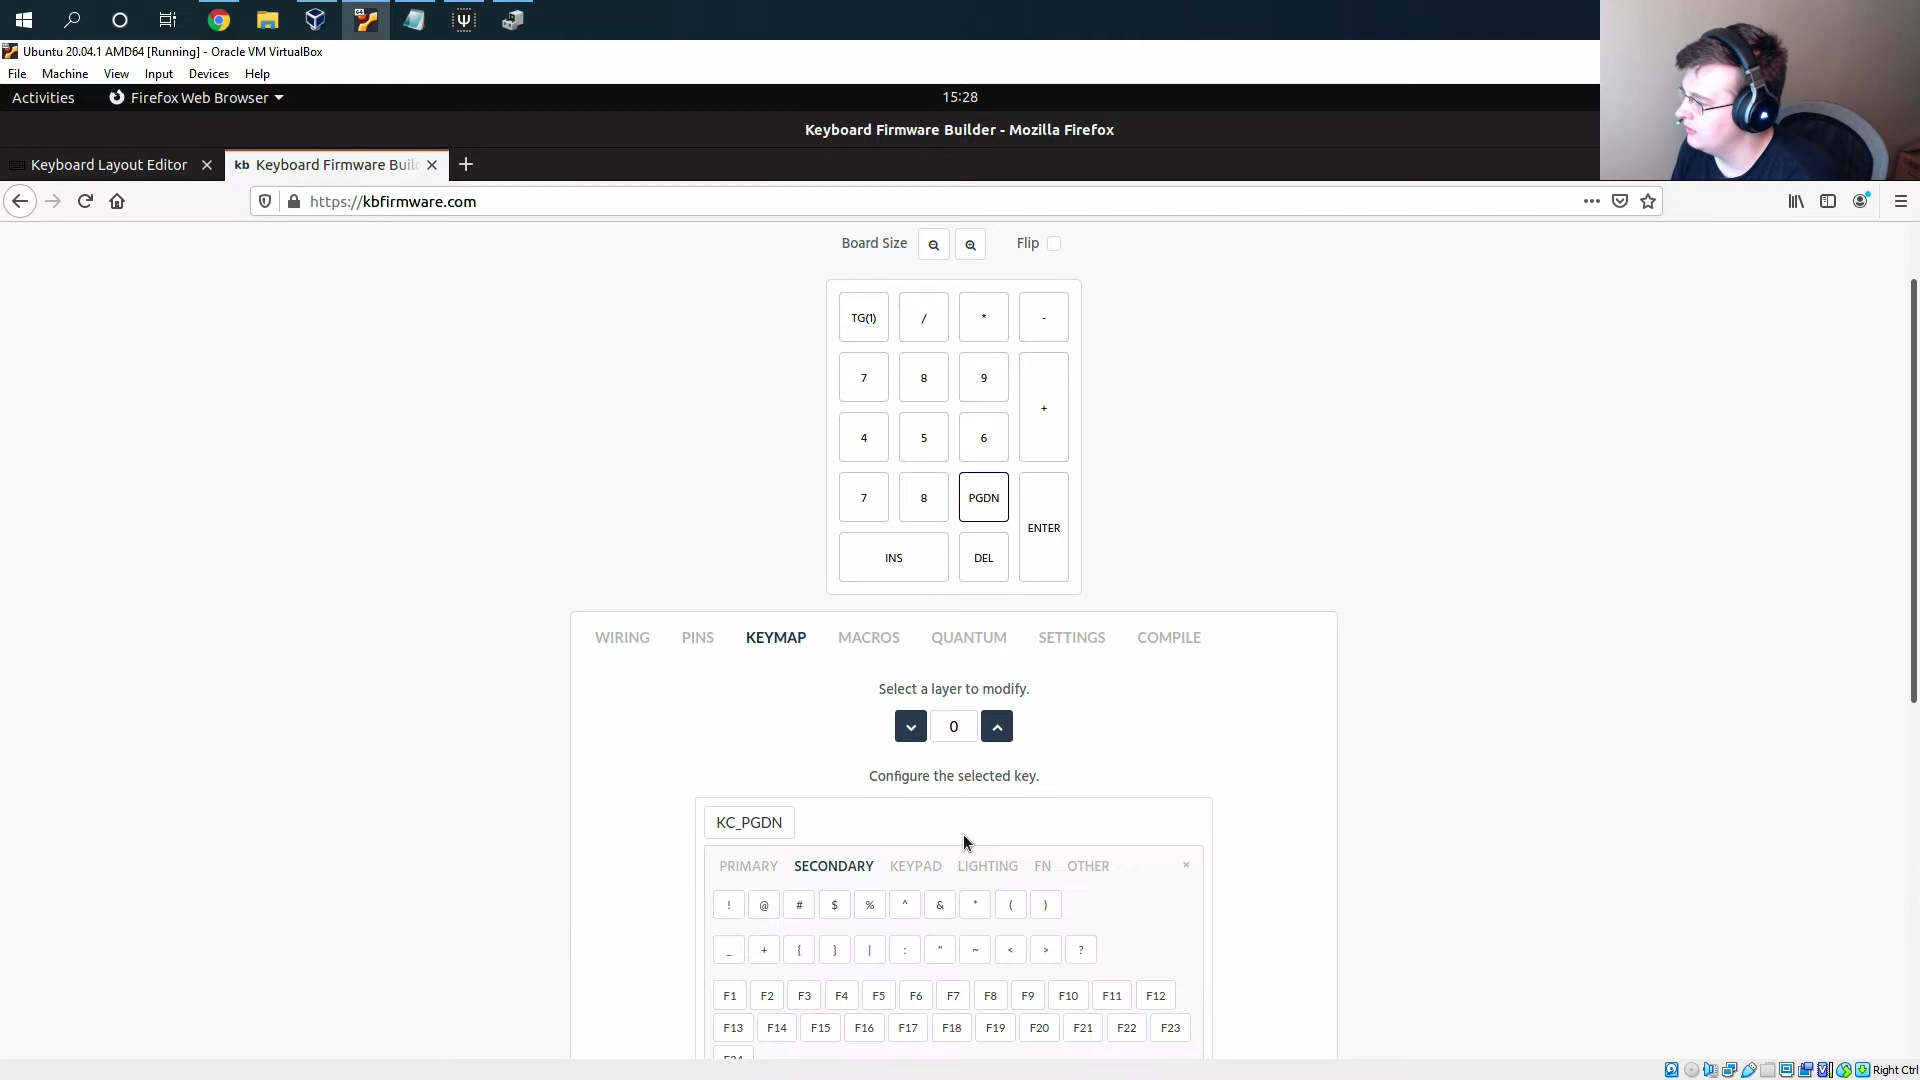 Ubuntu 20.04.1 AMD64 [Running] - Oracle VM VirtualBox
File Machine View Input Devices Help
Activities Firefox Web Browser 15:28
Keyboard Firmware Builder - Mozilla Firefox
Keyboard Layout Editor kb Keyboard Firmware Buil
https://kbfirmware.com
Board Size Flip
TG(1) / * -
7 8 9
+
4 5 6
7 8 PGDN
ENTER
INS DEL
WIRING PINS KEYMAP MACROS QUANTUM SETTINGS COMPILE
Select a layer to modify.
0
Configure the selected key.
KC_PGDN
PRIMARY SECONDARY KEYPAD LIGHTING FN OTHER ×
! @ # $ % ^ & * ( )
_ + { } | : " ~ < > ?
F1 F2 F3 F4 F5 F6 F7 F8 F9 F10 F11 F12
F13 F14 F15 F16 F17 F18 F19 F20 F21 F22 F23
F24
Right Ctrl